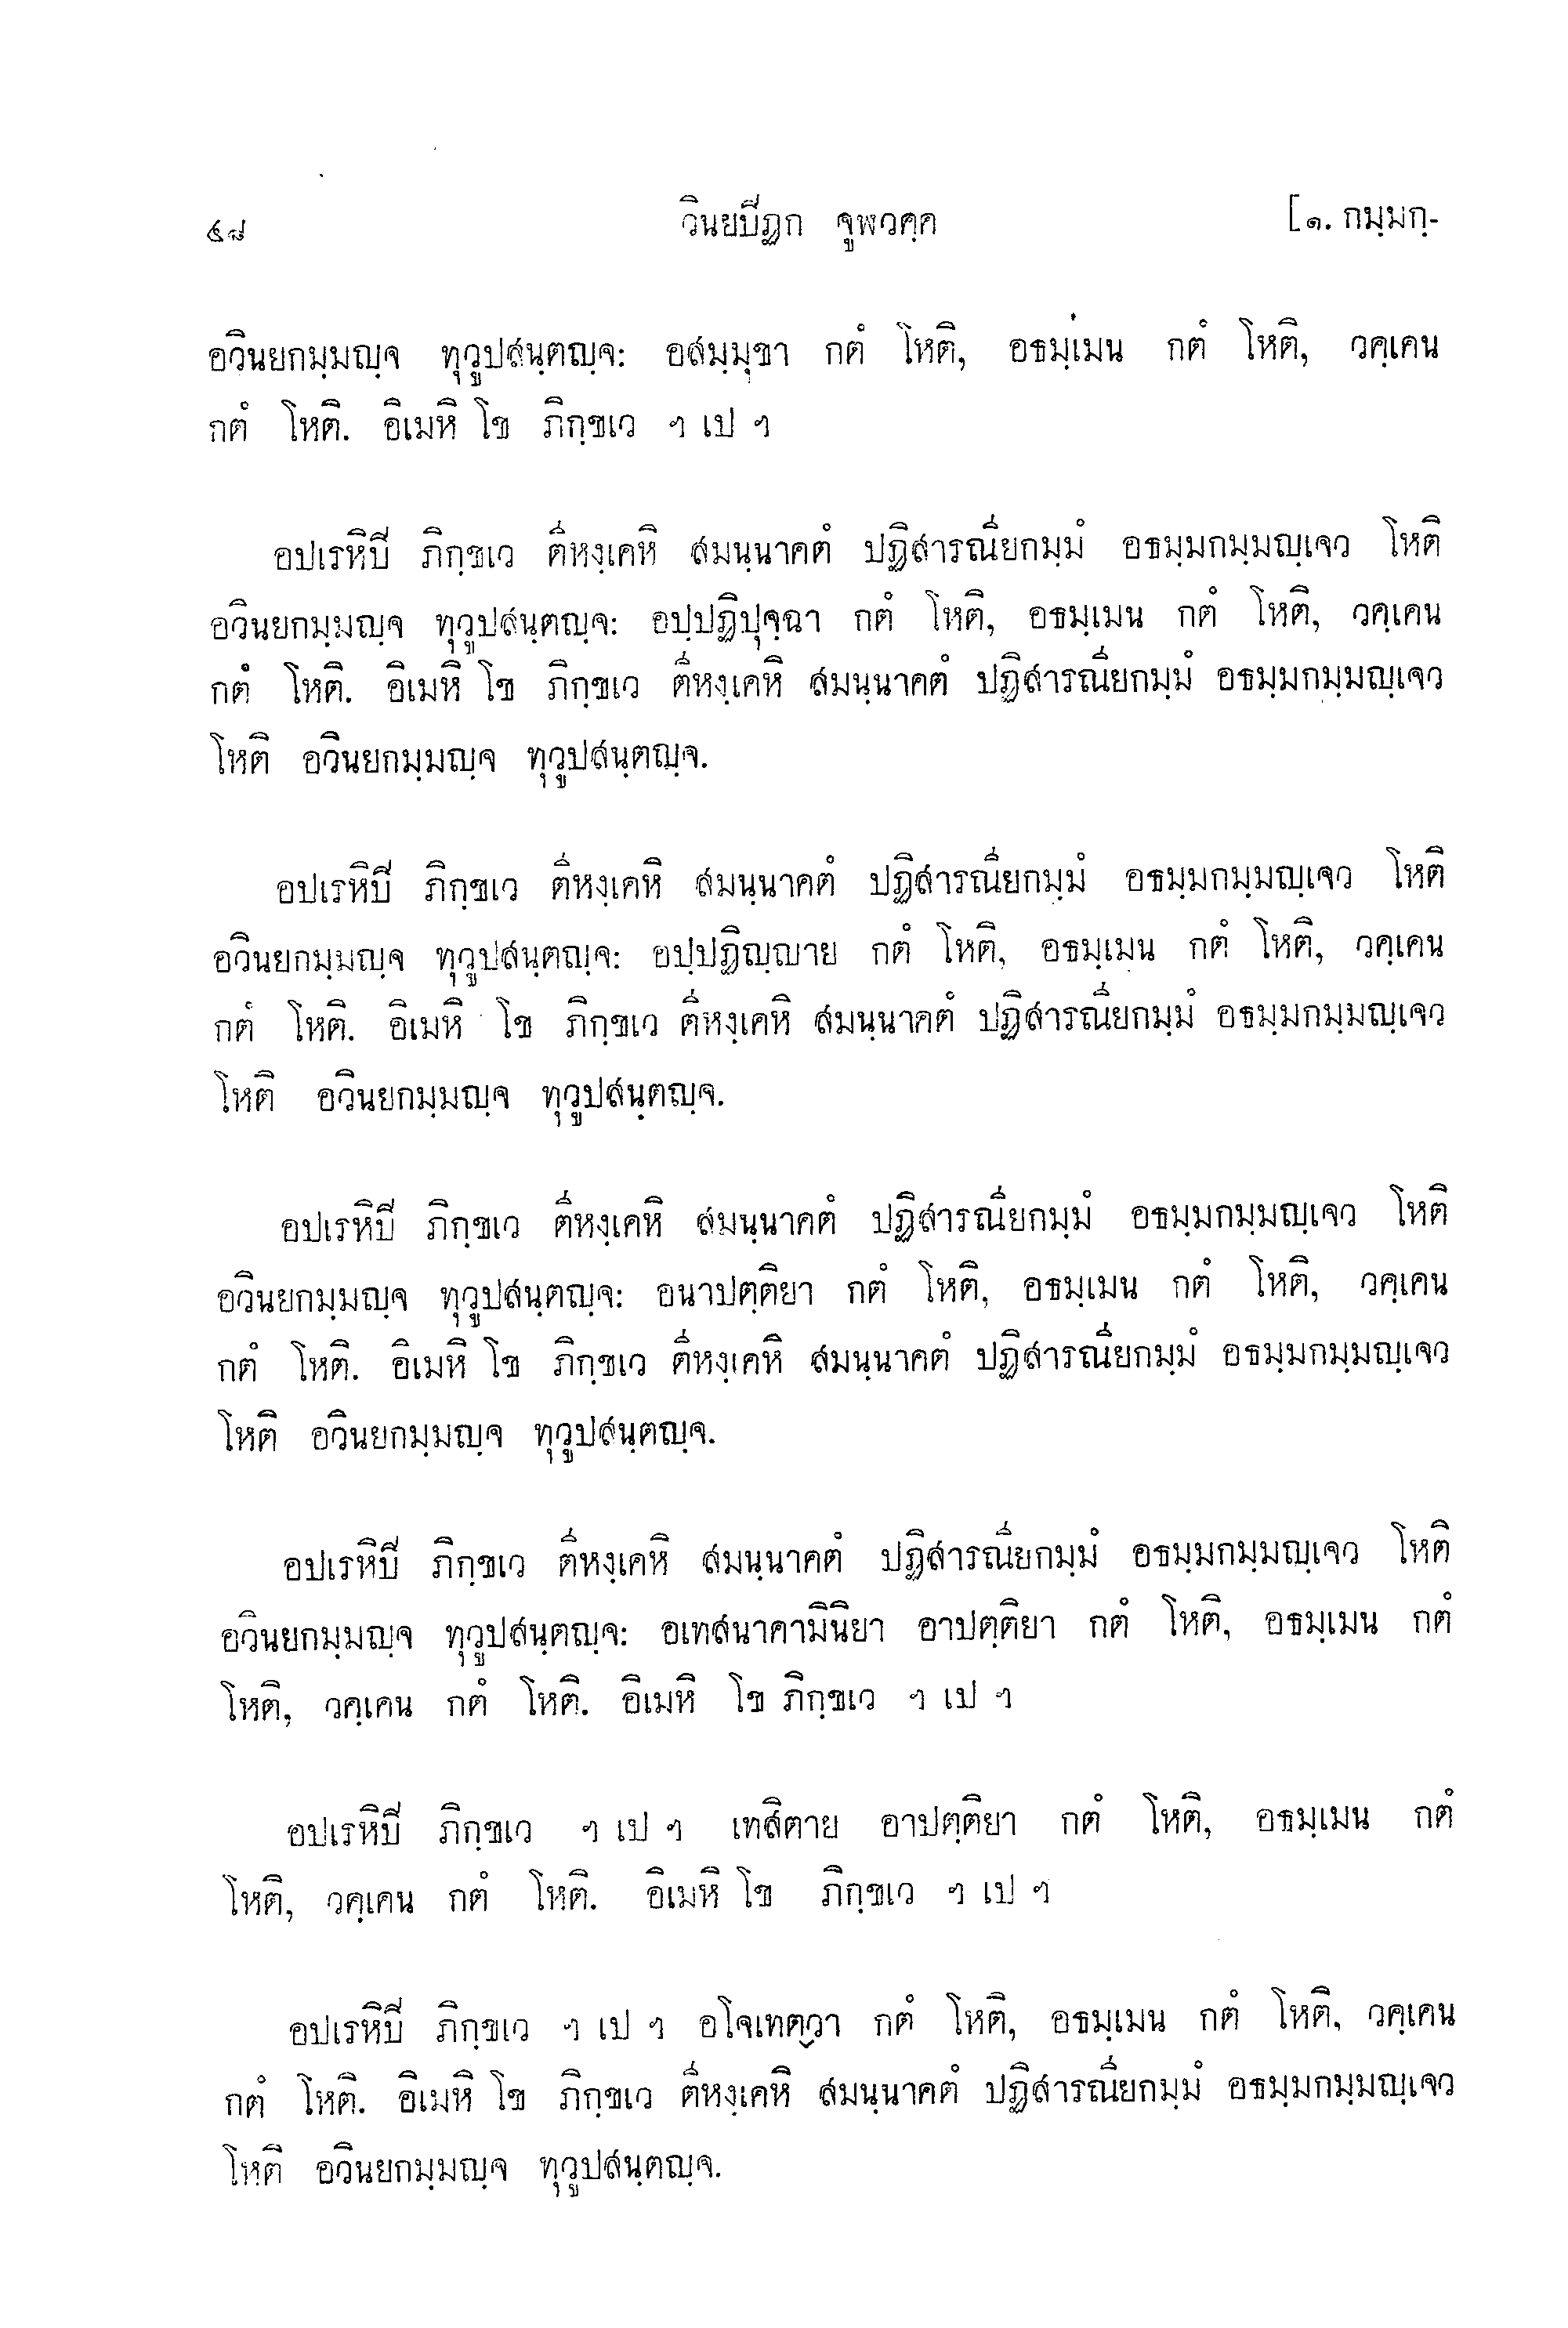 ๕๘ วินยปีฏก จูฬวคฺค [๑. กมฺมกฺ-
อวินยกมฺมญฺจ ทุวูปสนฺตญฺจ: อสมฺมุขา กตํ โหติ, อธมฺเมน กตํ โหติ, วคฺเคน
กตํ โหติ. อิเมหิ โข ภิกฺขเว ฯ เป ฯ
อปเรหิปี ภิกฺขเว ตีหงฺเคหิ สมนฺนาคตํ ปฏิสารณียกมฺมํ อธมฺมกมฺมญฺเจว โหติ
อวินยกมฺมญฺจ ทุวูปสนฺตญฺจ: อปฺปฏิปุจฺฉา กตํ โหติ, อธมฺเมน กตํ โหติ, วคฺเคน
กตํ โหติ. อิเมหิ โข ภิกฺขเว ตีหงฺเคหิ สมนฺนาคตํ ปฏิสารณียกมฺมํ อธมฺมกมฺมญฺเจว
โหติ อวินยกมฺมญฺจ ทุวูปสนฺตญฺจ.
อปเรหิปี ภิกฺขเว ตีหงฺเคหิ สมนฺนาคตํ ปฏิสารณียกมฺมํ อธมฺมกมฺมญฺเจว โหติ
อวินยกมฺมญฺจ ทุวูปสนฺตญฺจ: อปฺปฏิญฺญาย กตํ โหติ, อธมฺเมน กตํ โหติ, วคฺเคน
กตํ โหติ. อิเมหิ โข ภิกฺขเว ตีหงฺเคหิ สมนฺนาคตํ ปฏิสารณียกมฺมํ อธมฺมกมฺมญฺเจว
โหติ อวินยกมฺมญฺจ ทุวูปสนฺตญฺจ.
อปเรหิปี ภิกฺขเว ตีหงฺเคหิ สมนฺนาคตํ ปฏิสารณียกมฺมํ อธมฺมกมฺมญฺเจว โหติ
อวินยกมฺมญฺจ ทุวูปสนฺตญฺจ: อนาปตฺติยา กตํ โหติ, อธมฺเมน กตํ โหติ, วคฺเคน
กตํ โหติ. อิเมหิ โข ภิกฺขเว ตีหงฺเคหิ สมนฺนาคตํ ปฏิสารณียกมฺมํ อธมฺมกมฺมญฺเจว
โหติ อวินยกมฺมญฺจ ทุวูปสนฺตญฺจ.
อปเรหิปี ภิกฺขเว ตีหงฺเคหิ สมนฺนาคตํ ปฏิสารณียกมฺมํ อธมฺมกมฺมญฺเจว โหติ
อวินยกมฺมญฺจ ทุวูปสนฺตญฺจ: อเทสนาคามินิยา อาปตฺติยา กตํ โหติ, อธมฺเมน กตํ
โหติ, วคฺเคน กตํ โหติ. อิเมหิ โข ภิกฺขเว ฯ เป ฯ
อปเรหิปี ภิกฺขเว ฯ เป ฯ เทสิตาย อาปตฺติยา กตํ โหติ, อธมฺเมน กตํ
โหติ, วคฺเคน กตํ โหติ. อิเมหิ โข ภิกฺขเว ฯ เป ฯ
อปเรหิปี ภิกฺขเว ฯ เป ฯ อโจเทตฺวา กตํ โหติ, อธมฺเมน กตํ โหติ, วคฺเคน
กตํ โหติ. อิเมหิ โข ภิกฺขเว ตีหงฺเคหิ สมนฺนาคตํ ปฏิสารณียกมฺมํ อธมฺมกมฺมญฺเจว
โหติ อวินยกมฺมญฺจ ทุวูปสนฺตญฺจ.